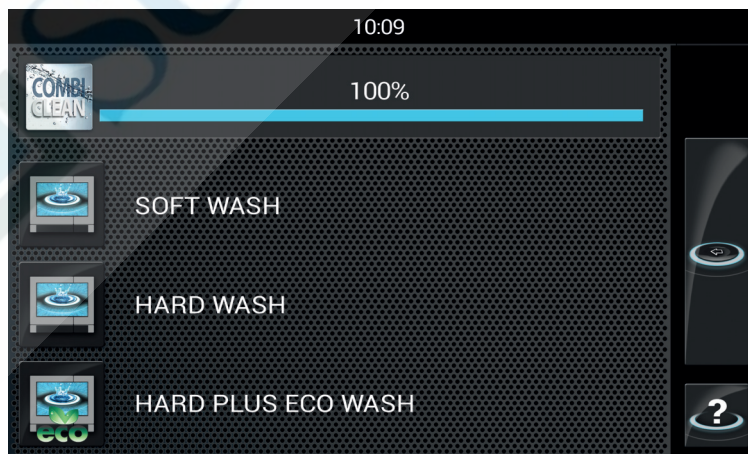 10:09
COMBI
CLEAN
100%
SOFT WASH
HARD WASH
HARD PLUS ECO WASH
eco
?